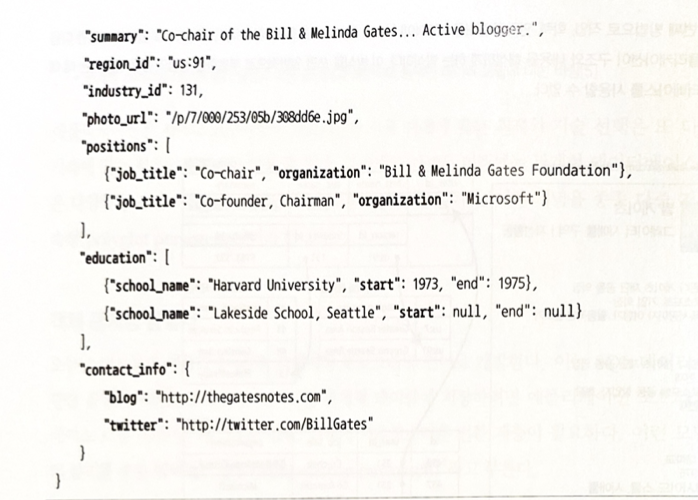 "summary": "Co-chair of the Bill & Melinda Gates... Active blogger.",
"region_id": "us:91",
"industry_id": 131,
"photo_url": "/p/7/000/253/05b/308dd6e.jpg",
"positions": [
{"job_title": "Co-chair", "organization": "Bill & Melinda Gates Foundation"},
{"job_title": "Co-founder, Chairman", "organization": "Microsoft"}
],
"education": [
{"school_name": "Harvard University", "start": 1973, "end": 1975},
{"school_name": "Lakeside School, Seattle", "start": null, "end": null}
],
"contact_info": {
"blog": "http://thegatesnotes.com",
"twitter": "http://twitter.com/BillGates"
}
}